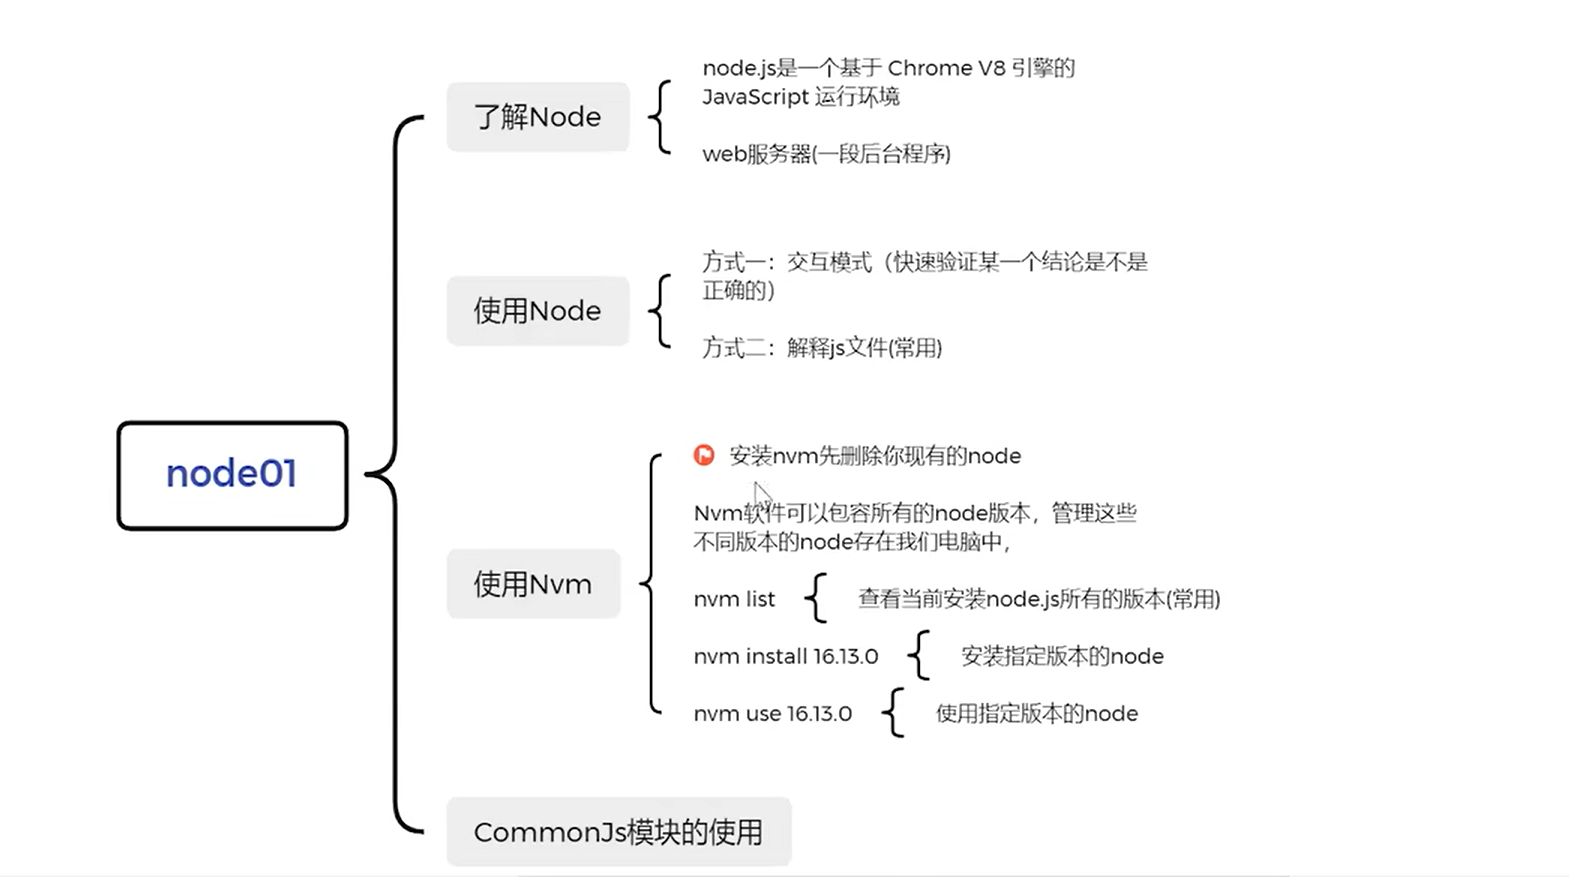 node.js是一个基于 Chrome V8 引擎的
JavaScript 运行环境
了解Node
web服务器(一段后台程序)
方式一：交互模式（快速验证某一个结论是不是
正确的）
使用Node
方式二：解释js文件(常用)
node01
安装nvm先删除你现有的node
Nvm软件可以包容所有的node版本，管理这些
不同版本的node存在我们电脑中，
使用Nvm
nvm list
查看当前安装node.js所有的版本(常用)
nvm install 16.13.0
安装指定版本的node
nvm use 16.13.0
使用指定版本的node
CommonJs模块的使用